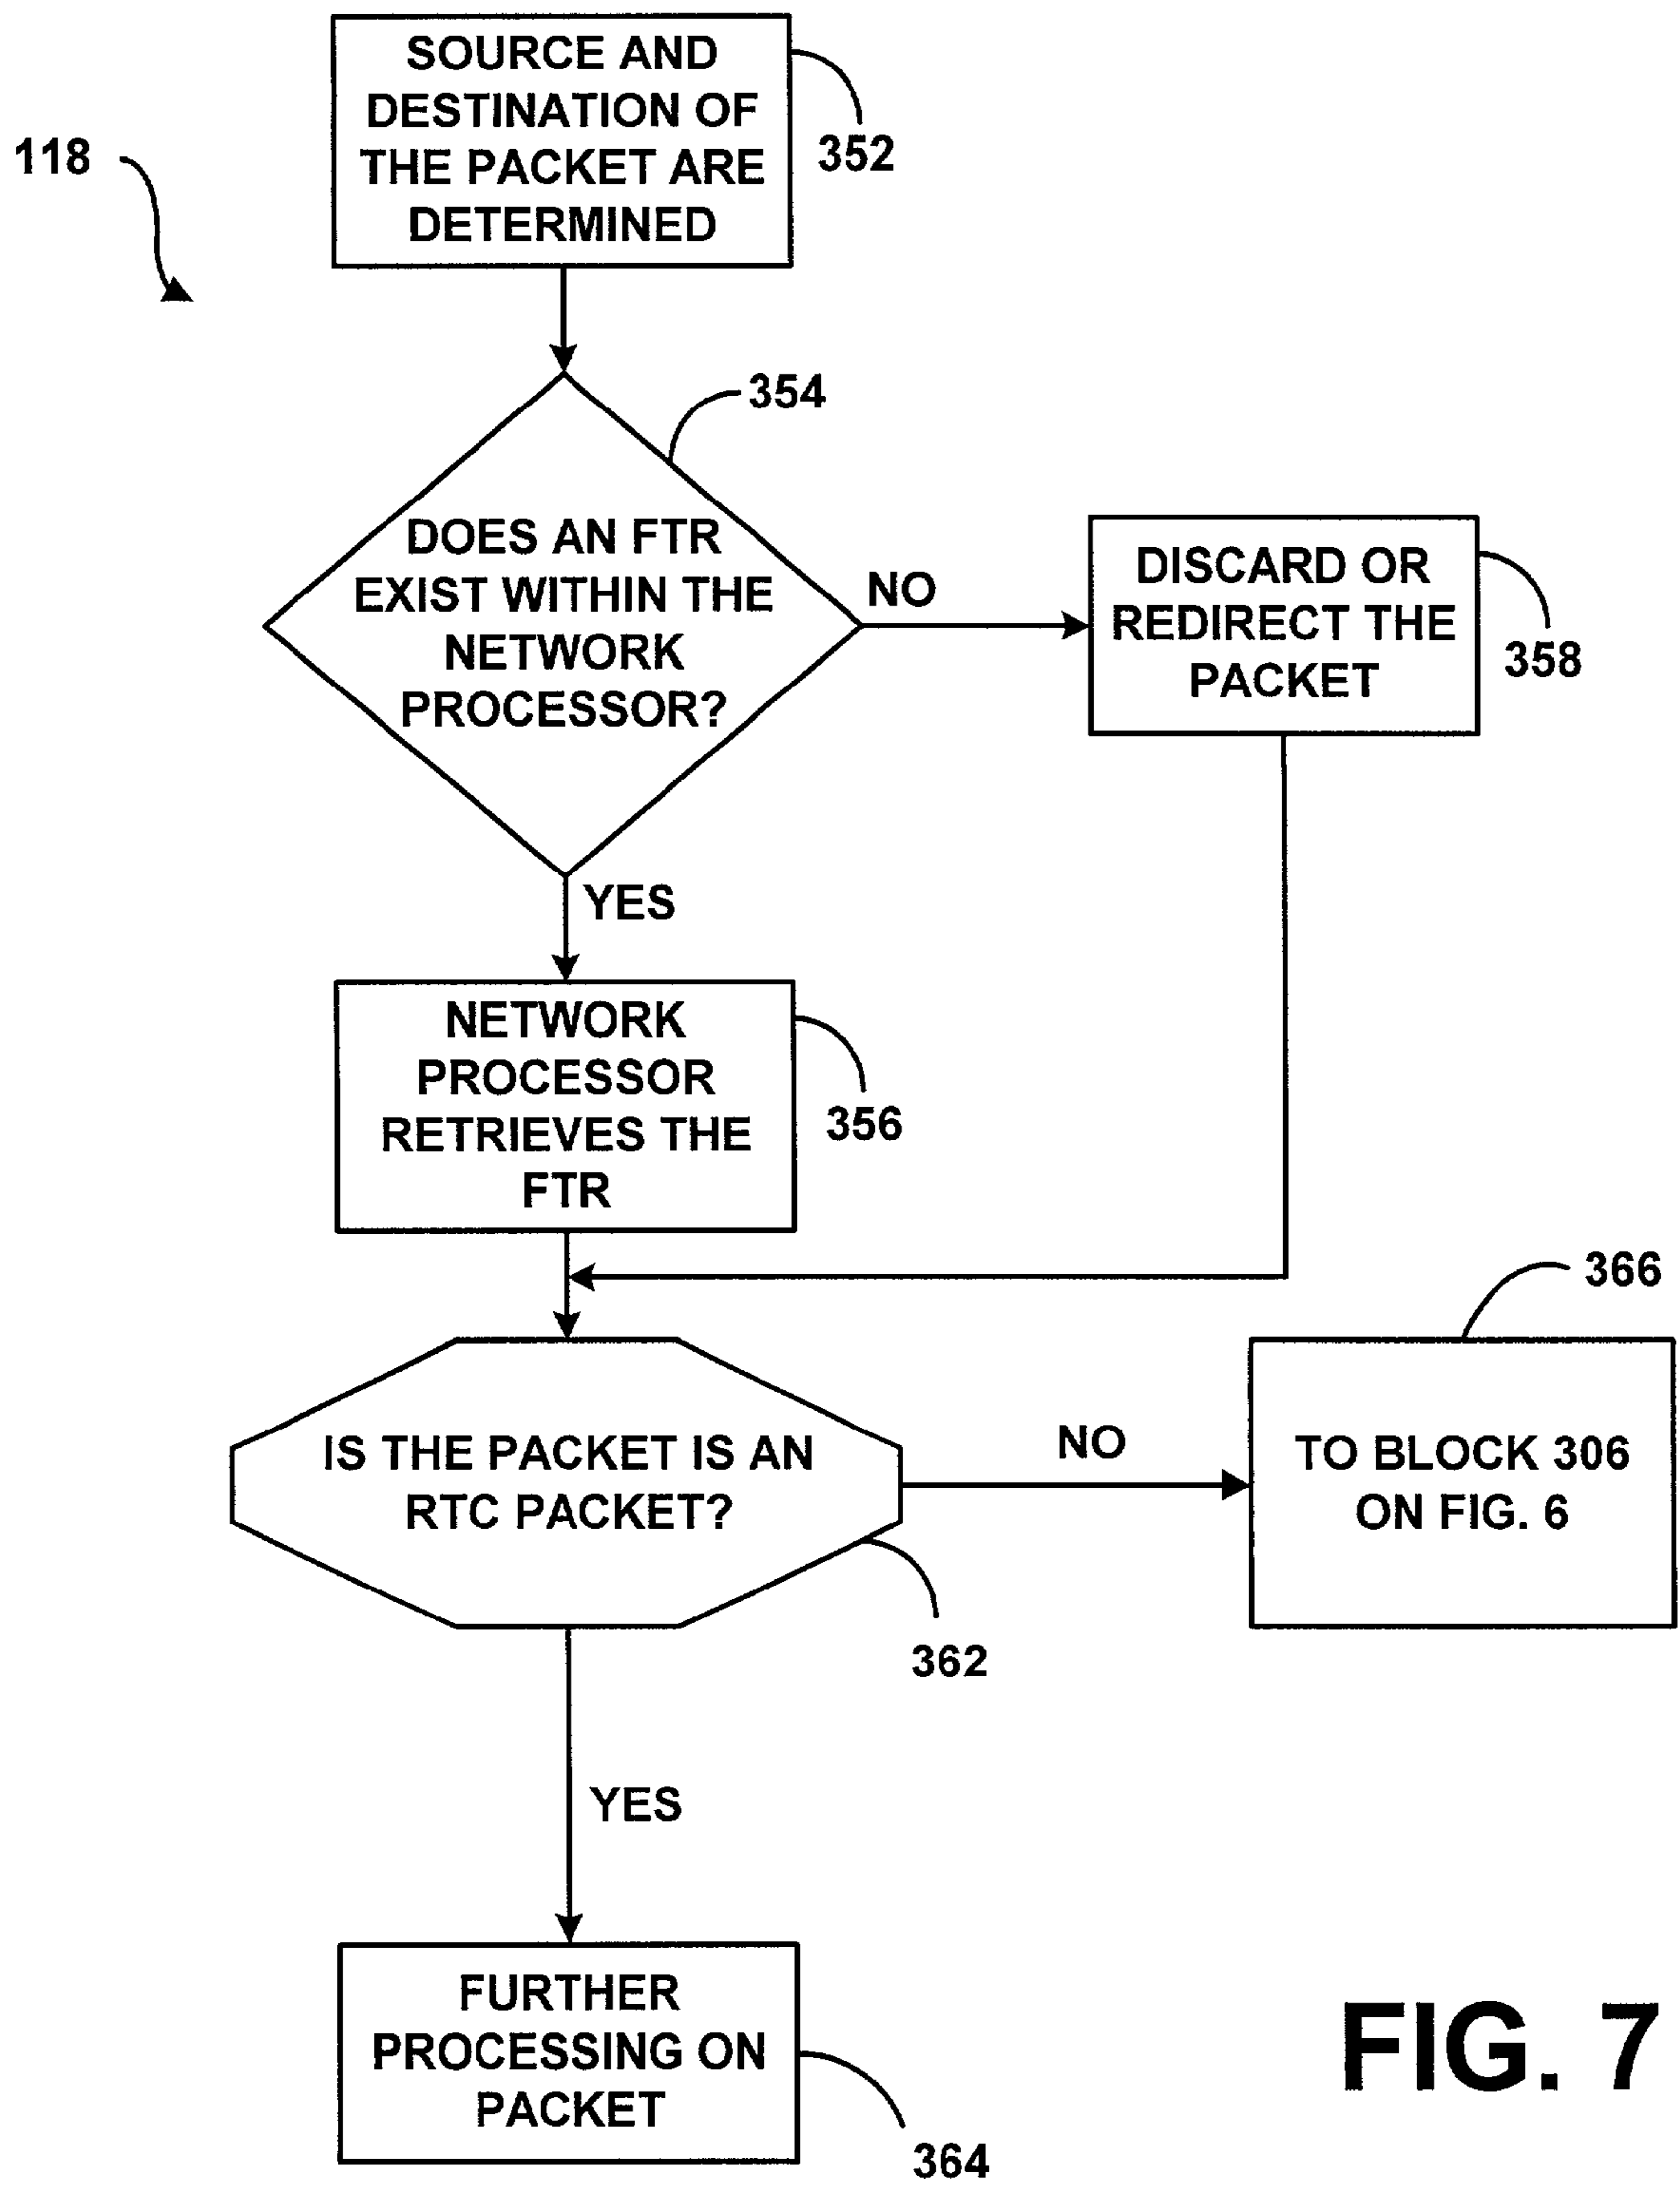 SOURCE AND
DESTINATION OF
THE PACKET ARE
DETERMINED
352
118
354
DOES AN FTR
EXIST WITHIN THE
NETWORK
PROCESSOR?
NO
DISCARD OR
REDIRECT THE
PACKET
358
YES
NETWORK
PROCESSOR
RETRIEVES THE
FTR
356
366
IS THE PACKET IS AN
RTC PACKET?
NO
TO BLOCK 306
ON FIG. 6
362
YES
FURTHER
PROCESSING ON
PACKET
364
FIG. 7